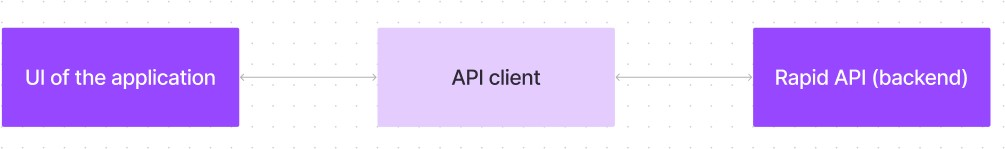 UI of the application
API client
Rapid API (backend)